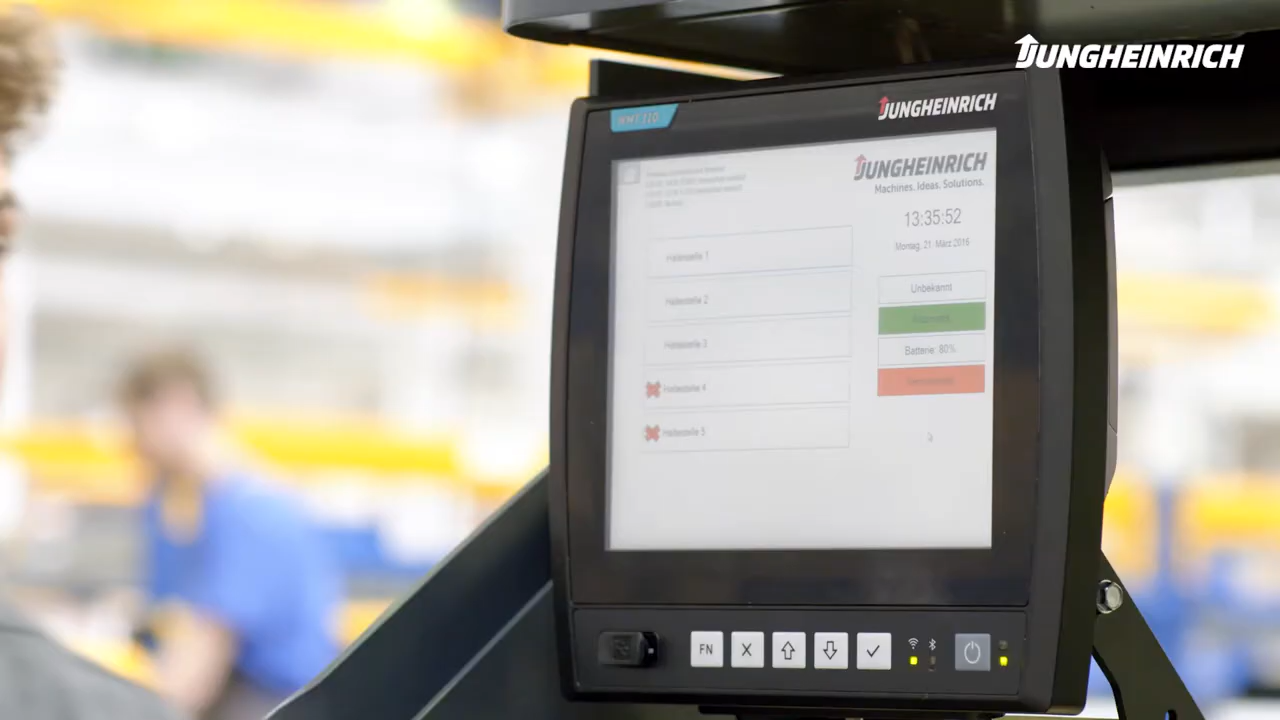 JUNGHEINRICH
JUNGHEINRICH
JUNGHEINRICH
Machines. Ideas. Solutions.
13:35:52
Montag, 21. März 2016
Haltestelle 1
Haltestelle 2
Haltestelle 3
Haltestelle 4
Haltestelle 5
Unbekannt
Batterie: 80%
FN